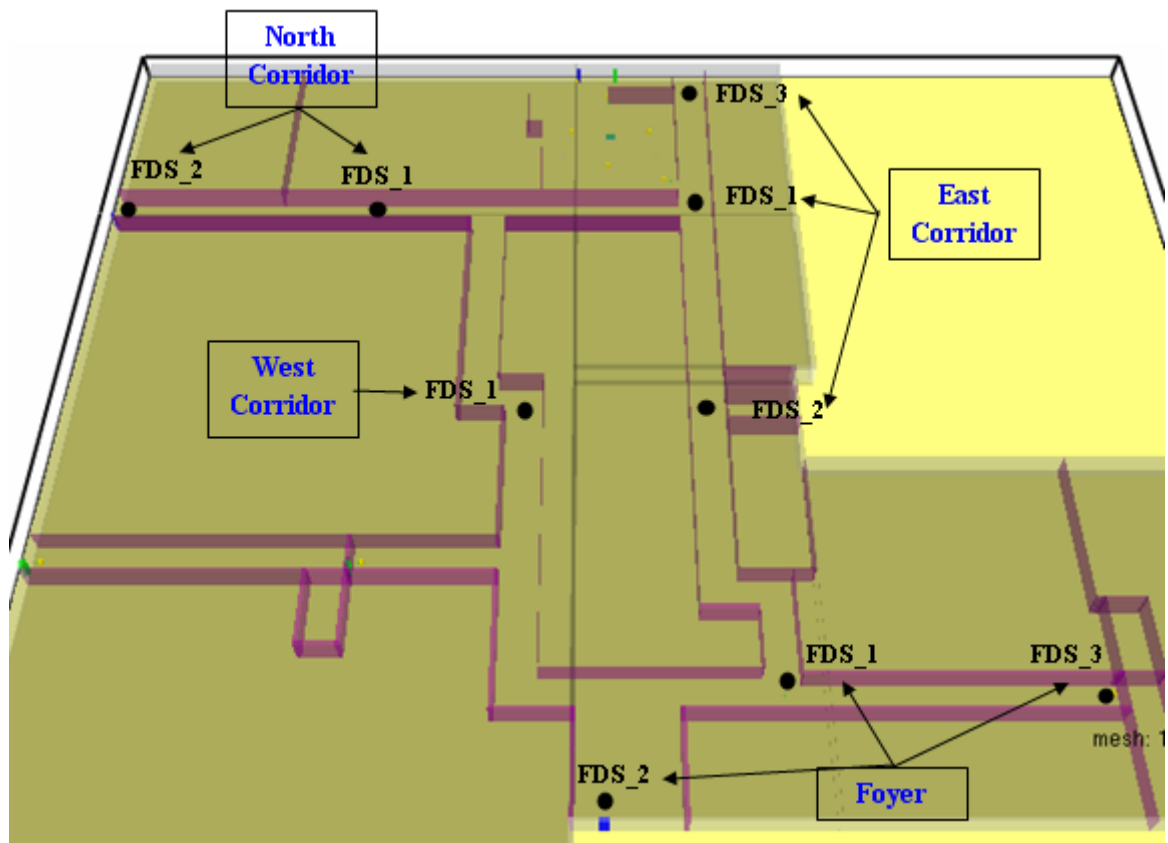 North
Corridor
FDS_3
FDS_2
FDS_1
FDS_1
East
Corridor
West
Corridor
FDS_1
FDS_2
FDS_1
FDS_3
mesh: 1
FDS_2
Foyer